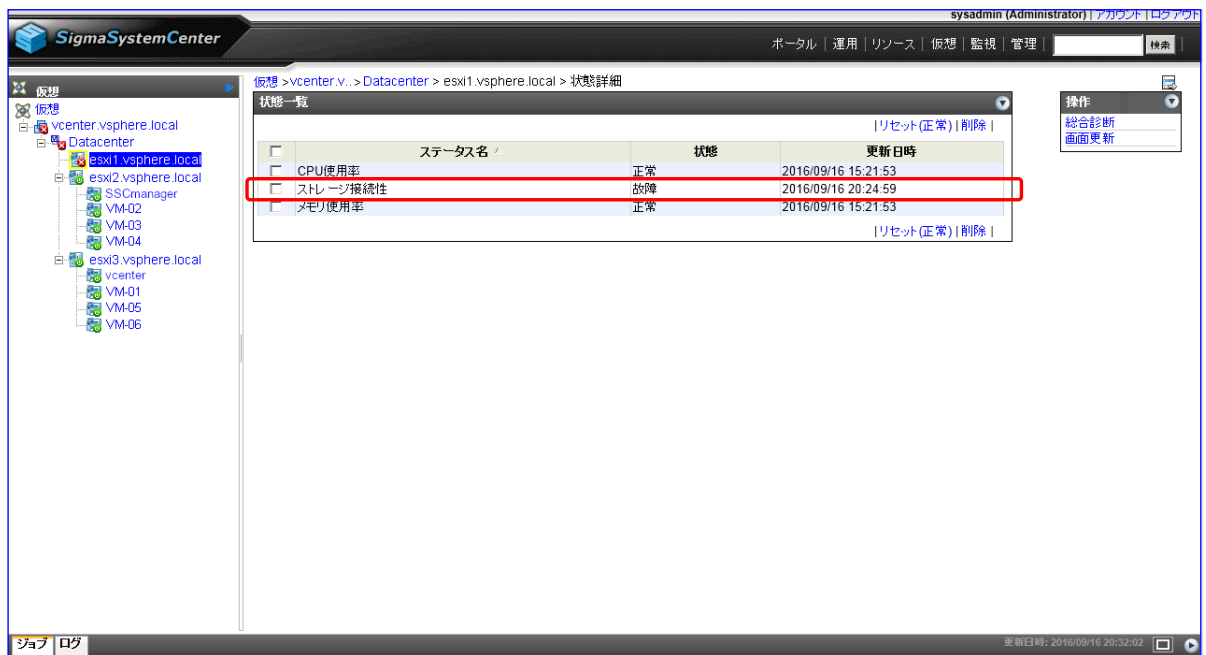 sysadmin (Administrator) | アカウント | ログアウト
SigmaSystemCenter
ポータル | 運用 | リソース | 仮想 | 監視 | 管理 |
検索
仮想
仮想
vcenter.vsphere.local
Datacenter
esxi1.vsphere.local
esxi2.vsphere.local
SSCmanager
VM-02
VM-03
VM-04
esxi3.vsphere.local
vcenter
VM-01
VM-05
VM-06
仮想 >vcenter.v..> Datacenter > esxi1.vsphere.local > 状態詳細
状態一覧
| リセット(正常) | 削除 |
ステータス名 状態 更新日時
CPU使用率 正常 2016/09/16 15:21:53
ストレージ接続性 故障 2016/09/16 20:24:59
メモリ使用率 正常 2016/09/16 15:21:53
| リセット(正常) | 削除 |
操作
総合診断
画面更新
ジョブ ログ
更新日時: 2016/09/16 20:32:02